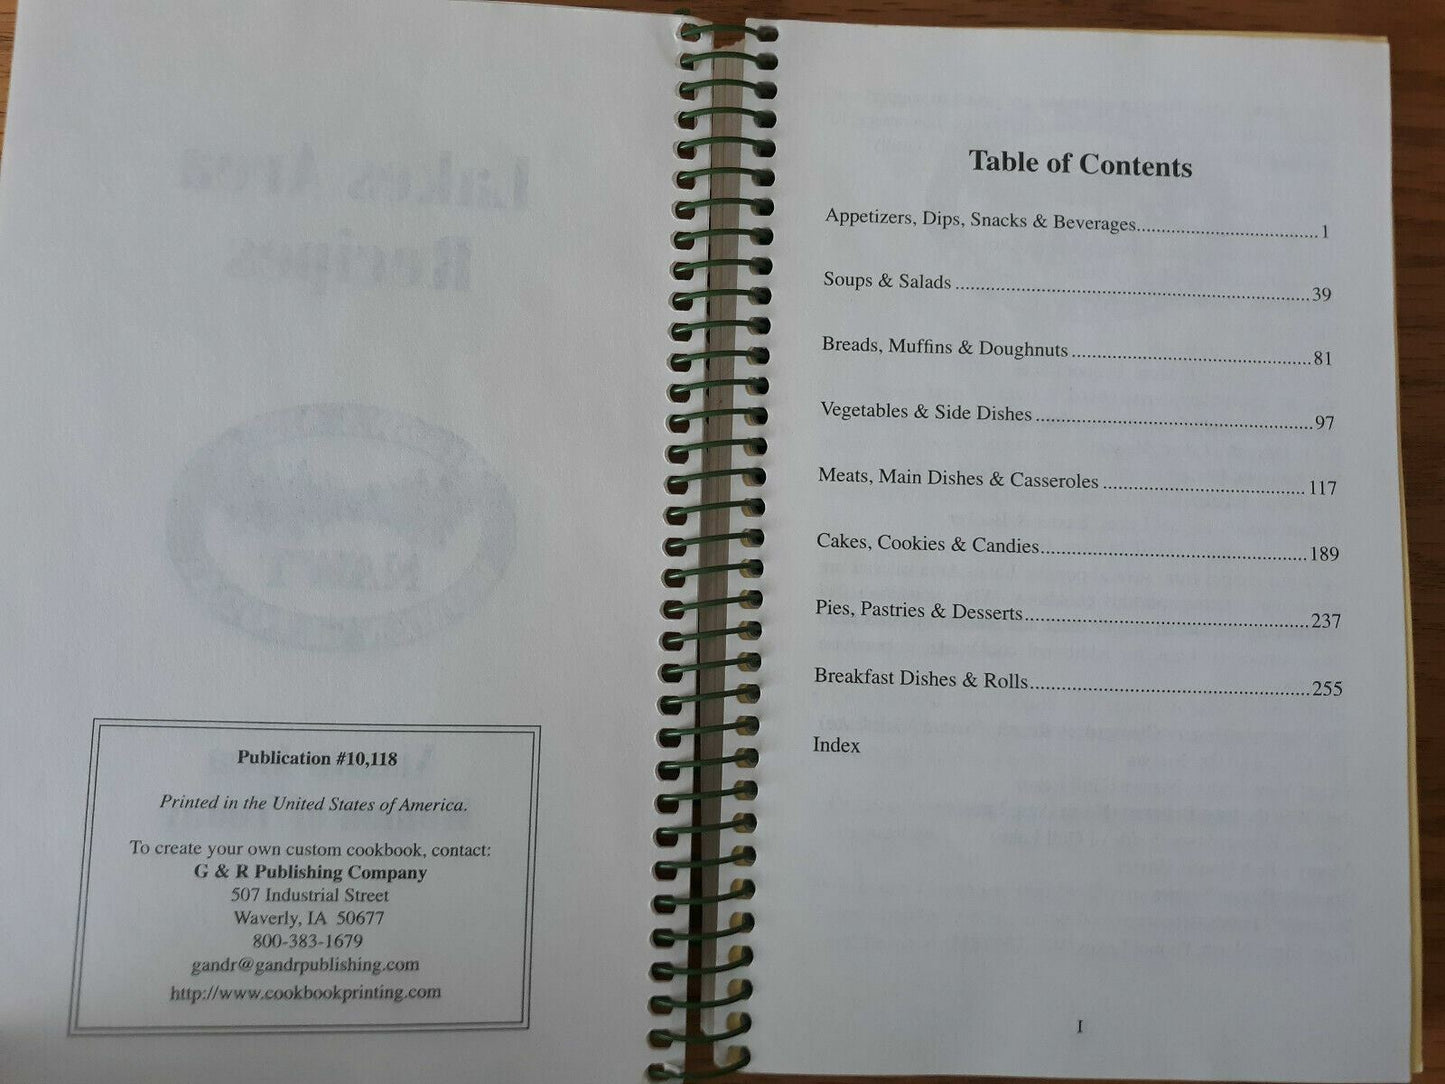 Lakes Area
Recipes
Publication #10,118
Printed in the United States of America.
To create your own custom cookbook, contact:
G & R Publishing Company
507 Industrial Street
Waverly, IA 50677
800-383-1679
gandr@gandrpublishing.com
http://www.cookbookprinting.com
Table of Contents
Appetizers, Dips, Snacks & Beverages....................................1
Soups & Salads ....................................................................39
Breads, Muffins & Doughnuts ..............................................81
Vegetables & Side Dishes .....................................................97
Meats, Main Dishes & Casseroles .......................................117
Cakes, Cookies & Candies...................................................189
Pies, Pastries & Desserts......................................................237
Breakfast Dishes & Rolls.....................................................255
Index
I